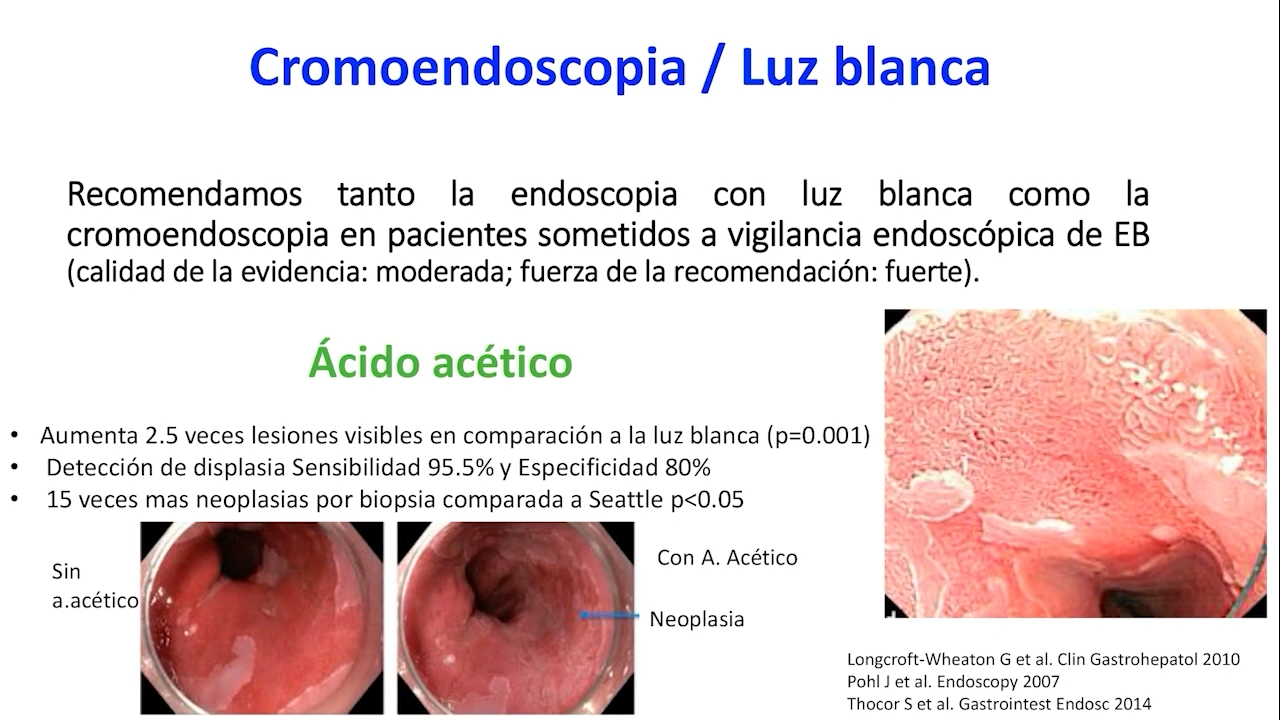 Cromoendoscopia / Luz blanca
Recomendamos tanto la endoscopia con luz blanca como la
cromoendoscopia en pacientes sometidos a vigilancia endoscópica de EB
(calidad de la evidencia: moderada; fuerza de la recomendación: fuerte).
Ácido acético
• Aumenta 2.5 veces lesiones visibles en comparación a la luz blanca (p=0.001)
• Detección de displasia Sensibilidad 95.5% y Especificidad 80%
• 15 veces mas neoplasias por biopsia comparada a Seattle p<0.05
Sin
a.acético
Con A. Acético
Neoplasia
Longcroft-Wheaton G et al. Clin Gastrohepatol 2010
Pohl J et al. Endoscopy 2007
Thocor S et al. Gastrointest Endosc 2014